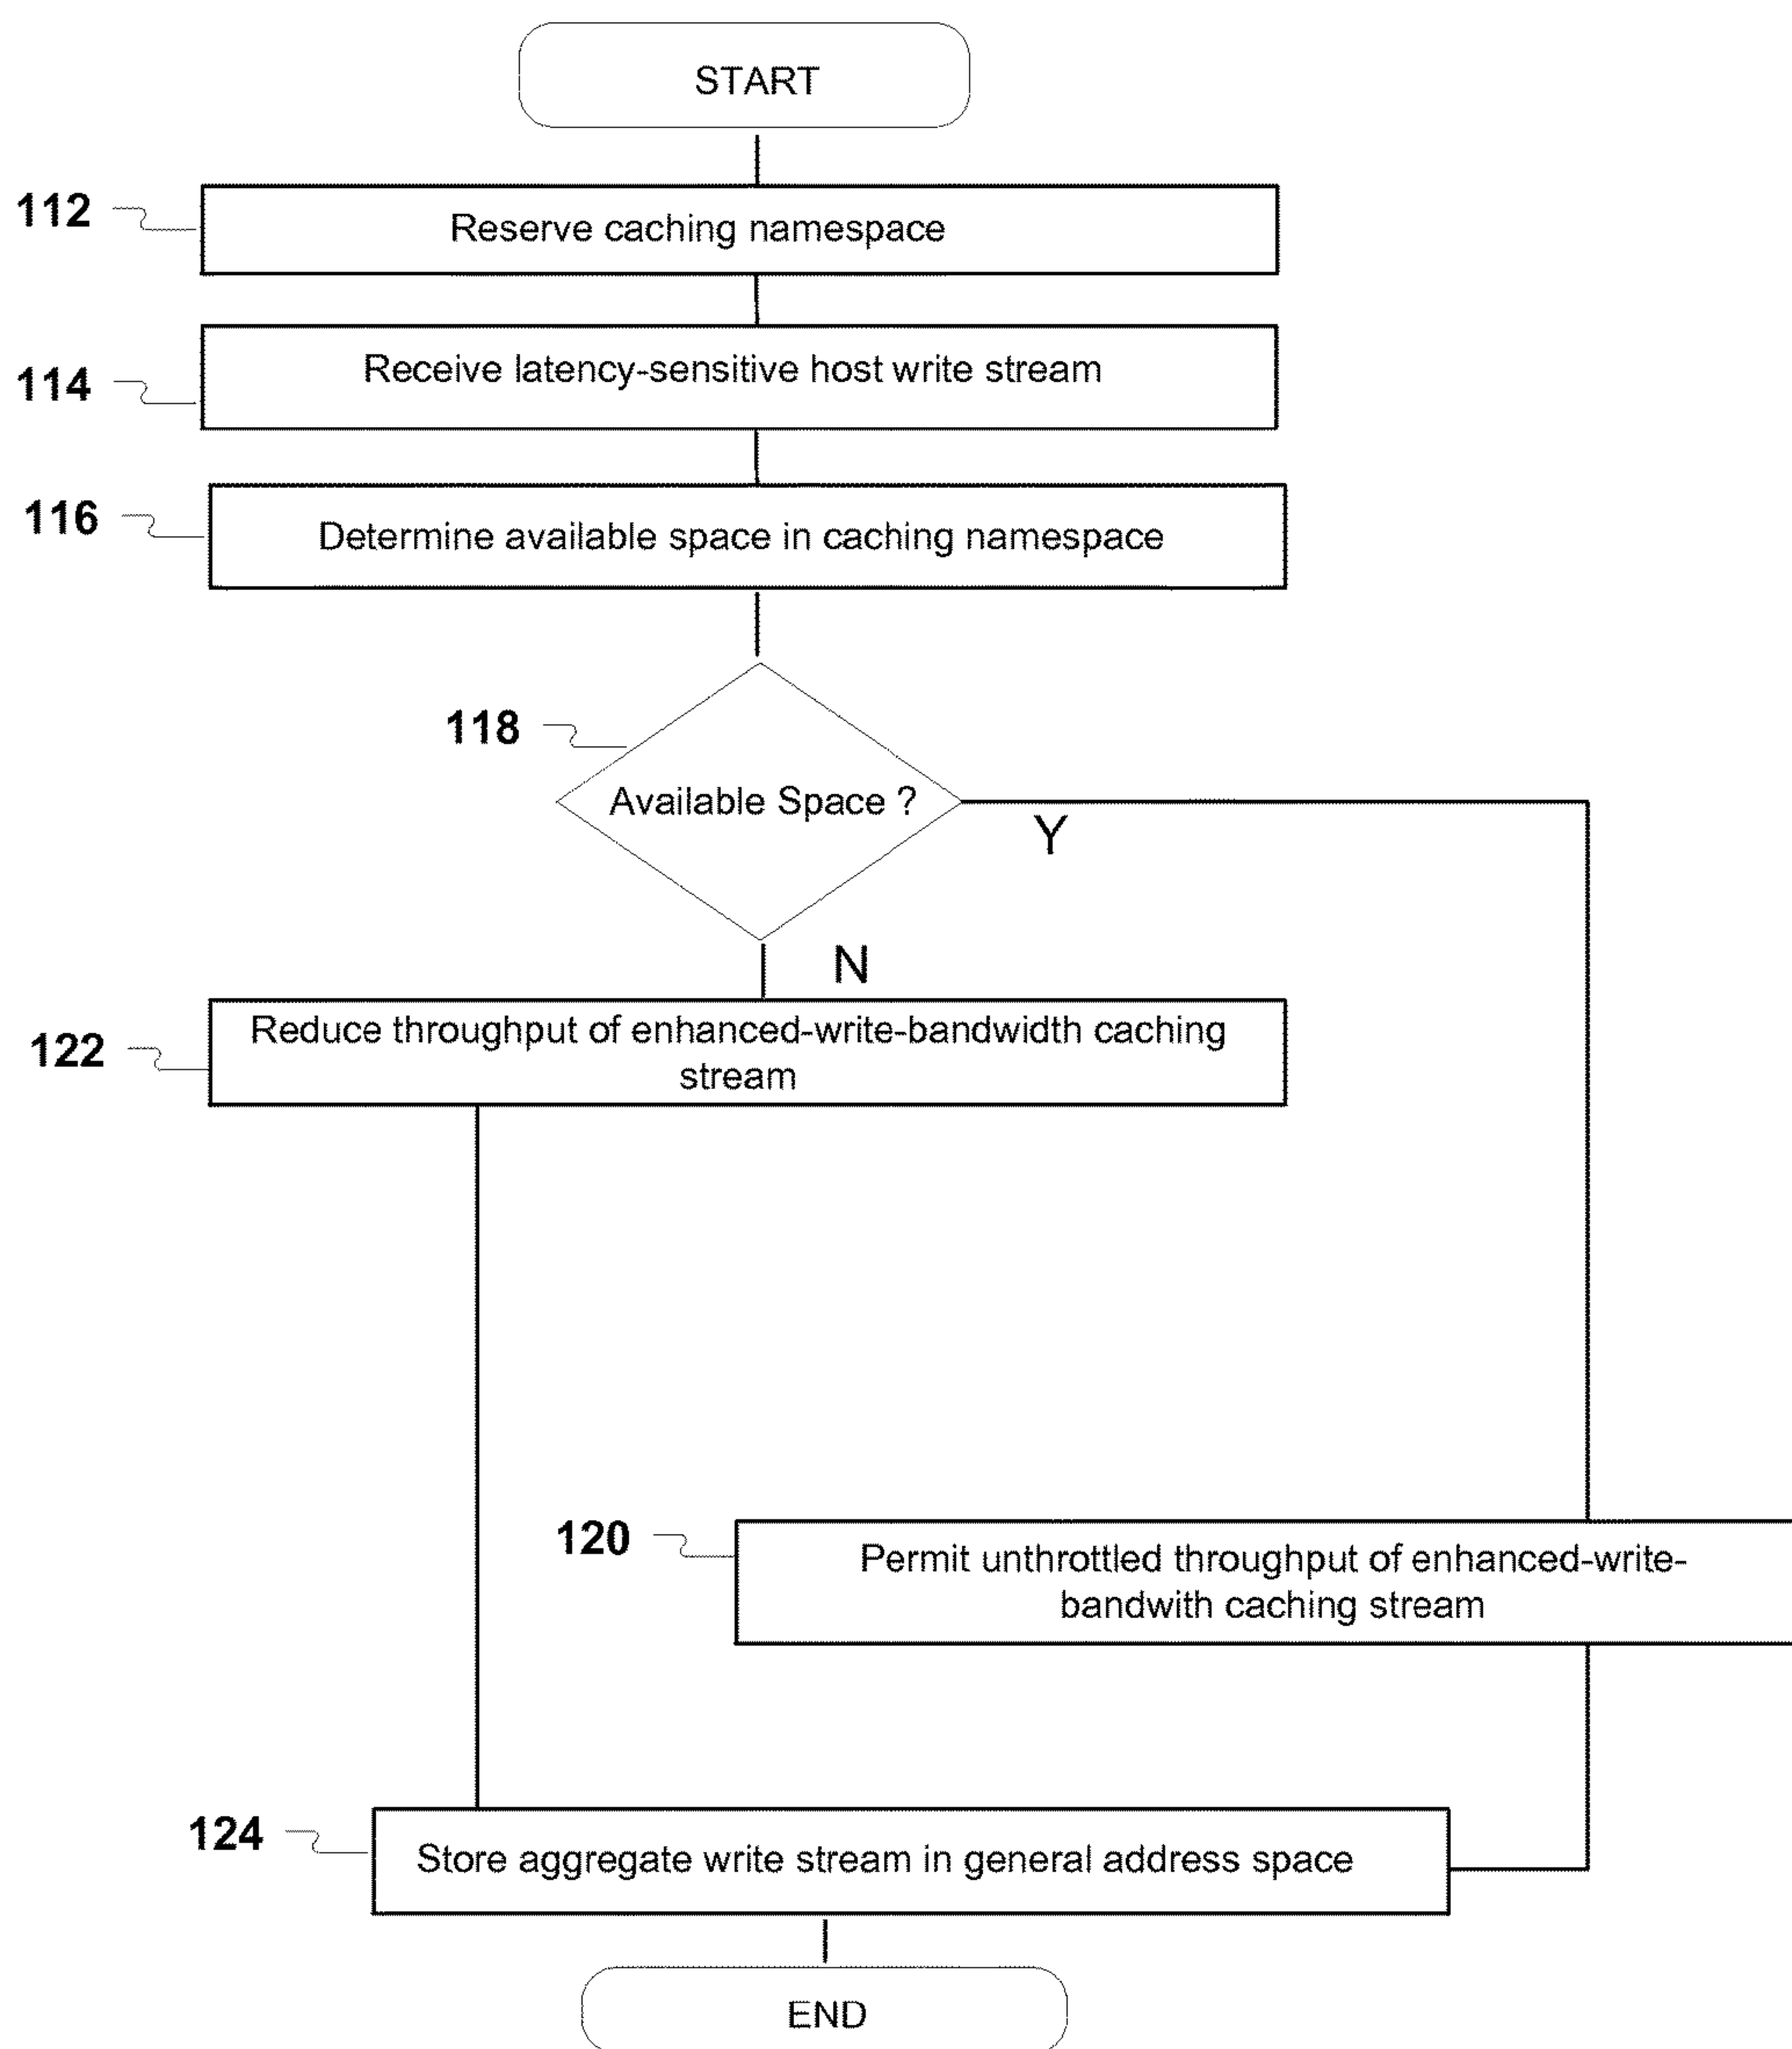 START
112
Reserve caching namespace
114
Receive latency-sensitive host write stream
116
Determine available space in caching namespace
118
Available Space ?
Y
N
122
Reduce throughput of enhanced-write-bandwidth caching
stream
120
Permit unthrottled throughput of enhanced-write-
bandwith caching stream
124
Store aggregate write stream in general address space
END